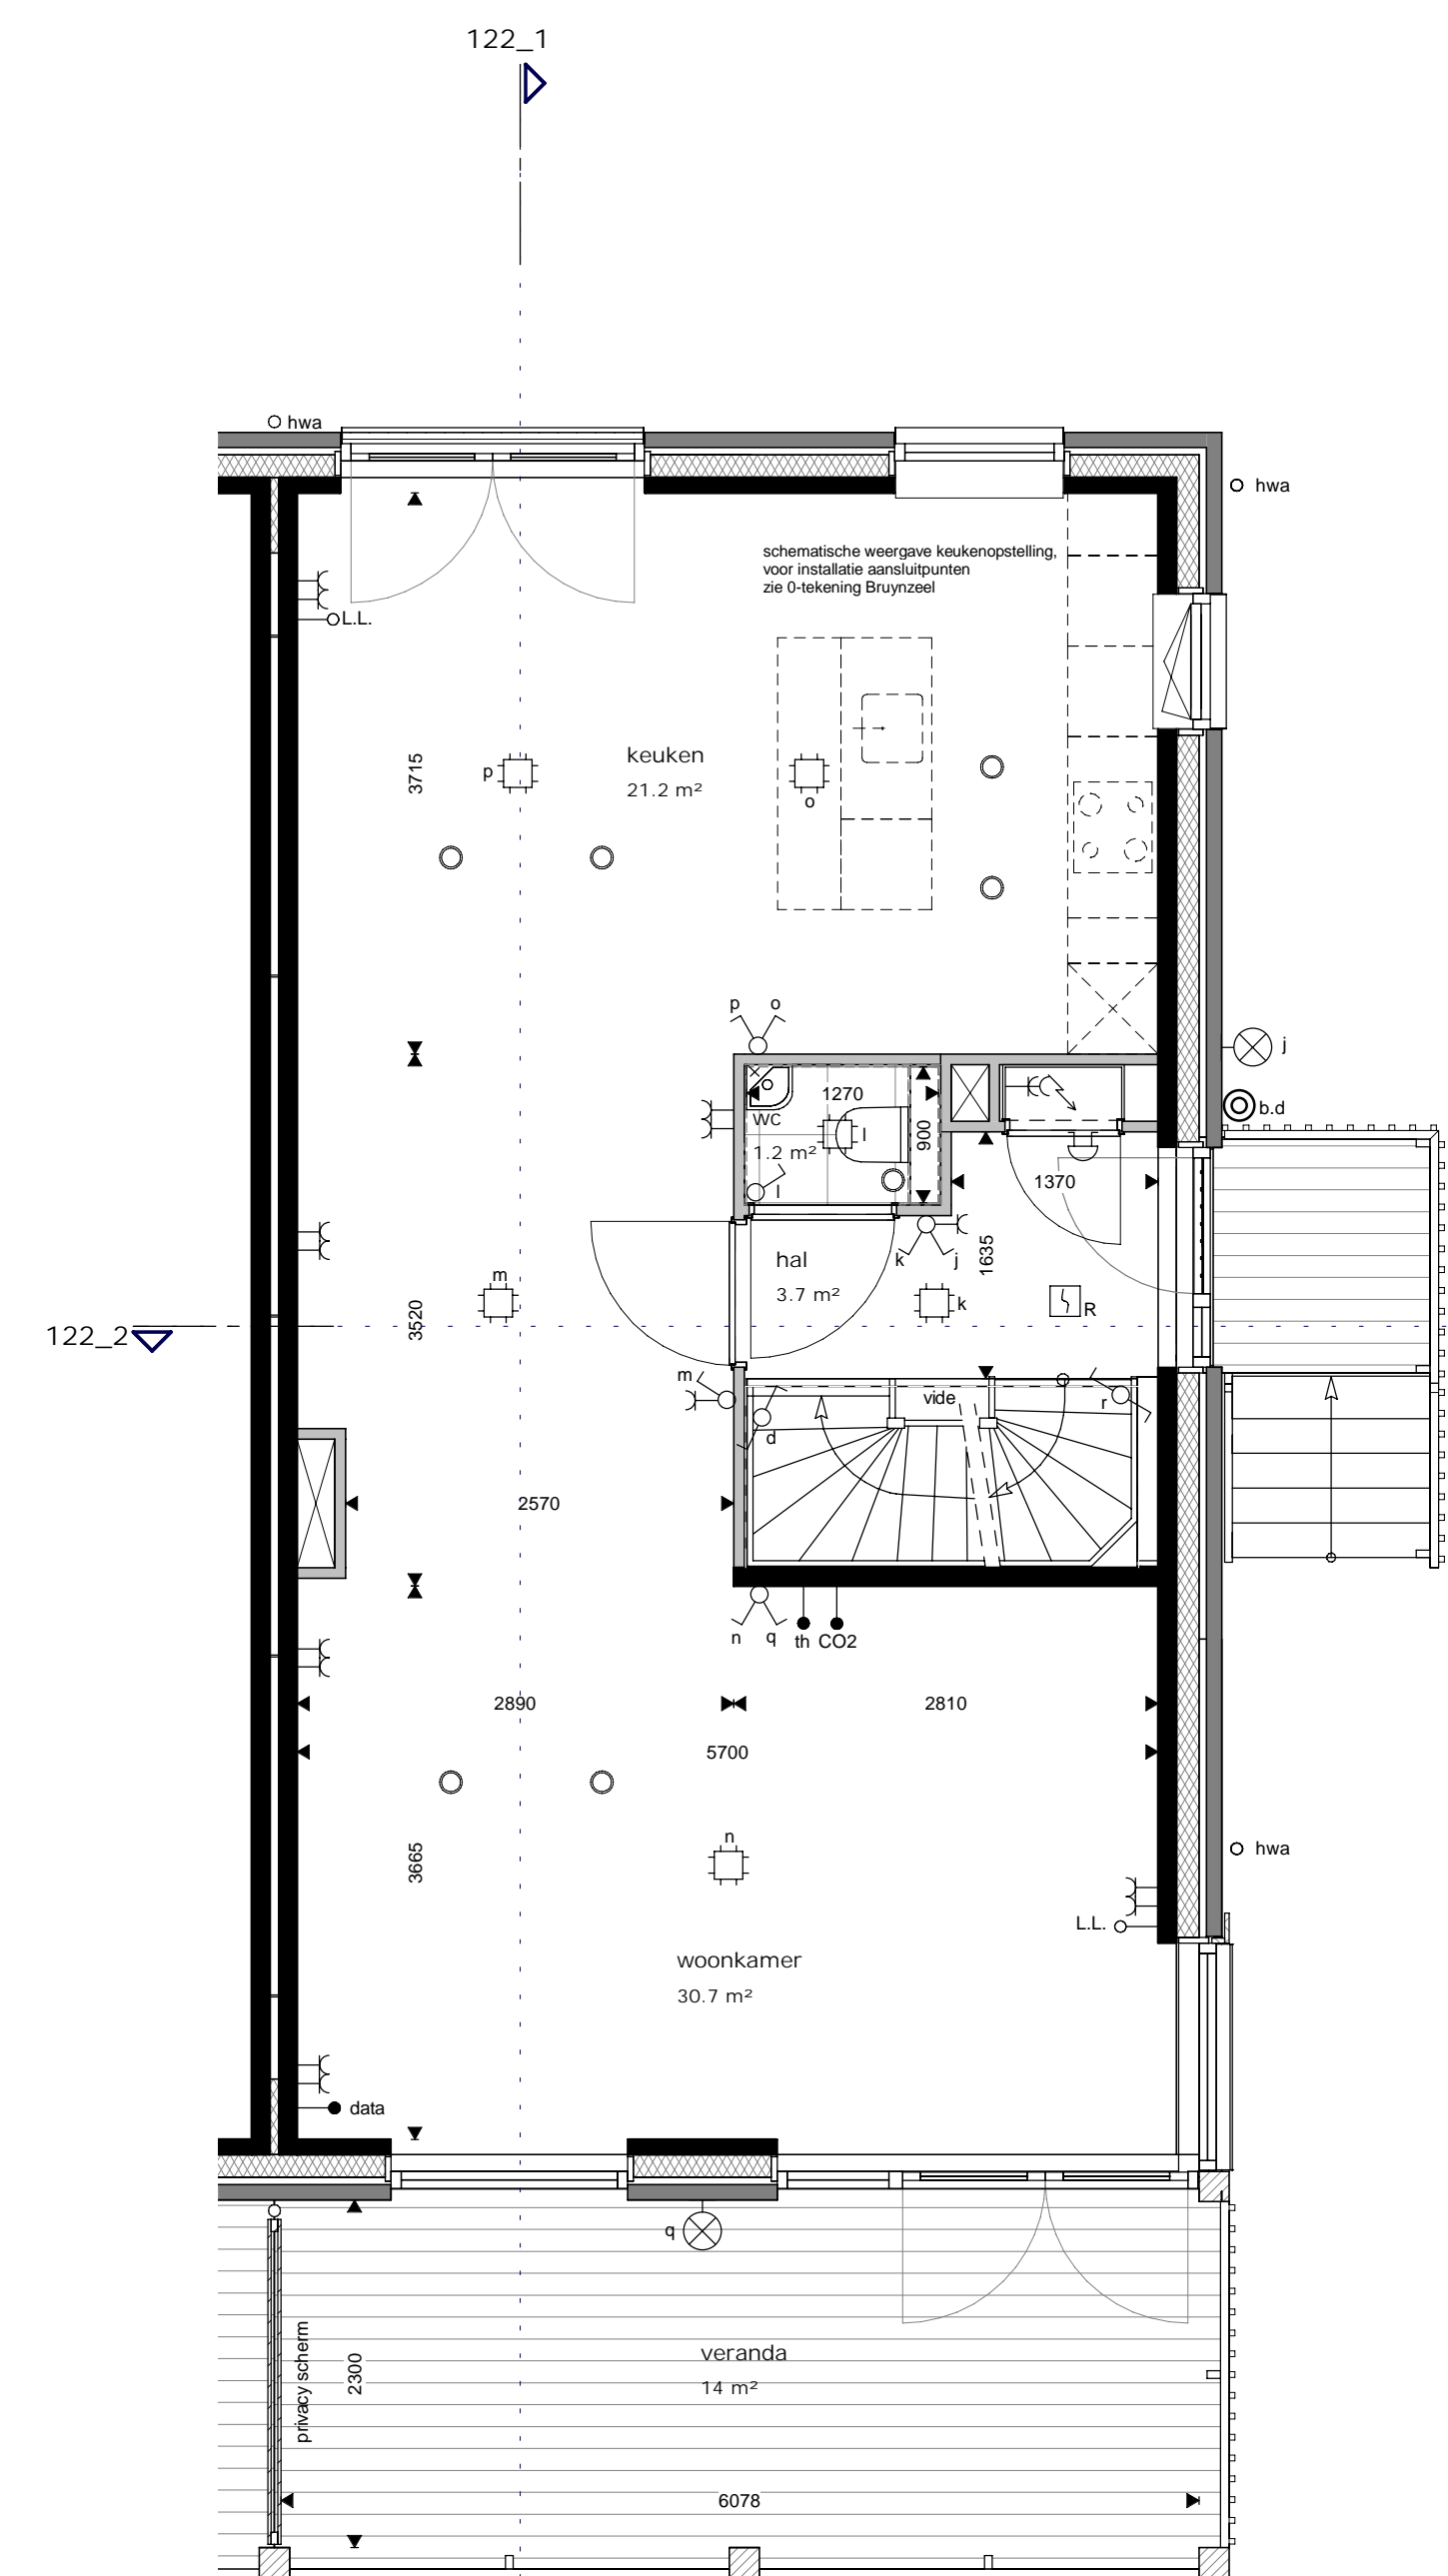 122_1
hwa
hwa
schematische weergave keukenopstelling,
voor installatie aansluitpunten
zie 0-tekening Bruynzeel
L.L.
keuken
21.2 m²
3715
p
o
p o
j
b.d
1270
wc
1.2 m²
l
l
900
1370
k j
1635
hal
3.7 m²
m
k
R
3520
122_2
m
d
vide
r
2570
n q th CO2
2890
2810
5700
n
3665
hwa
L.L.
woonkamer
30.7 m²
data
q
privacy scherm
2300
veranda
14 m²
6078